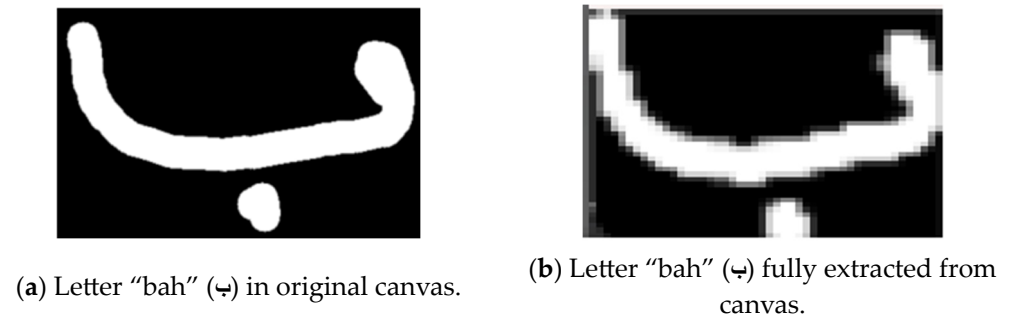 ب
ب
(a) Letter “bah” (ب) in original canvas.
(b) Letter “bah” (ب) fully extracted from
canvas.